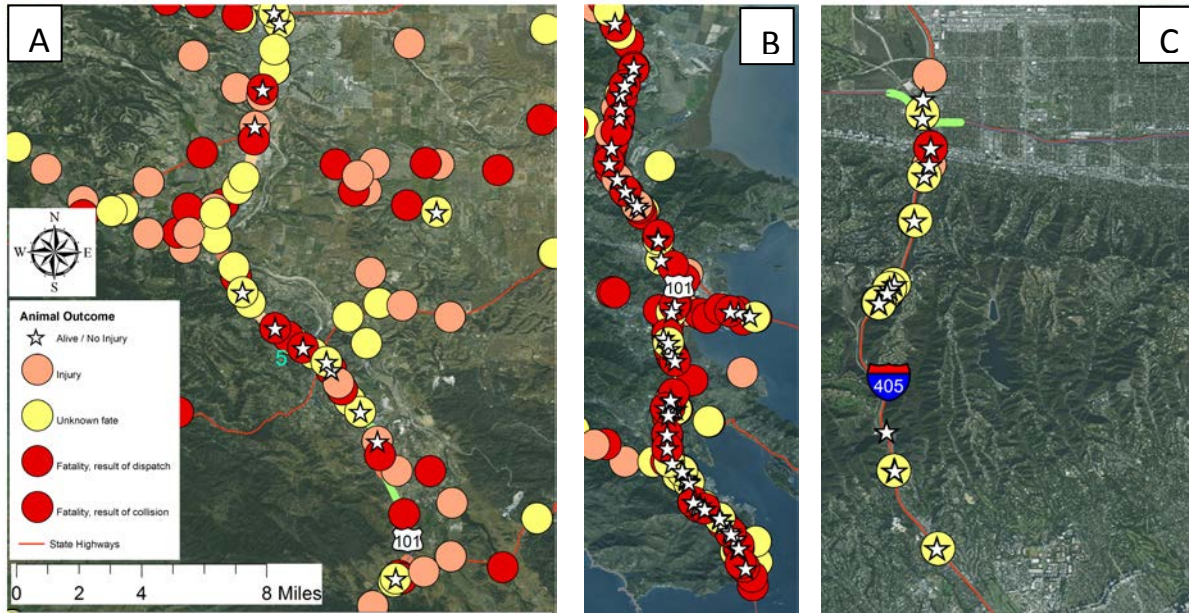 A
N
W E
S
Animal Outcome
Alive / No Injury
Injury
Unknown fate
Fatality, result of dispatch
Fatality, result of collision
State Highways
0 2 4 8 Miles
5
101
B
101
C
405